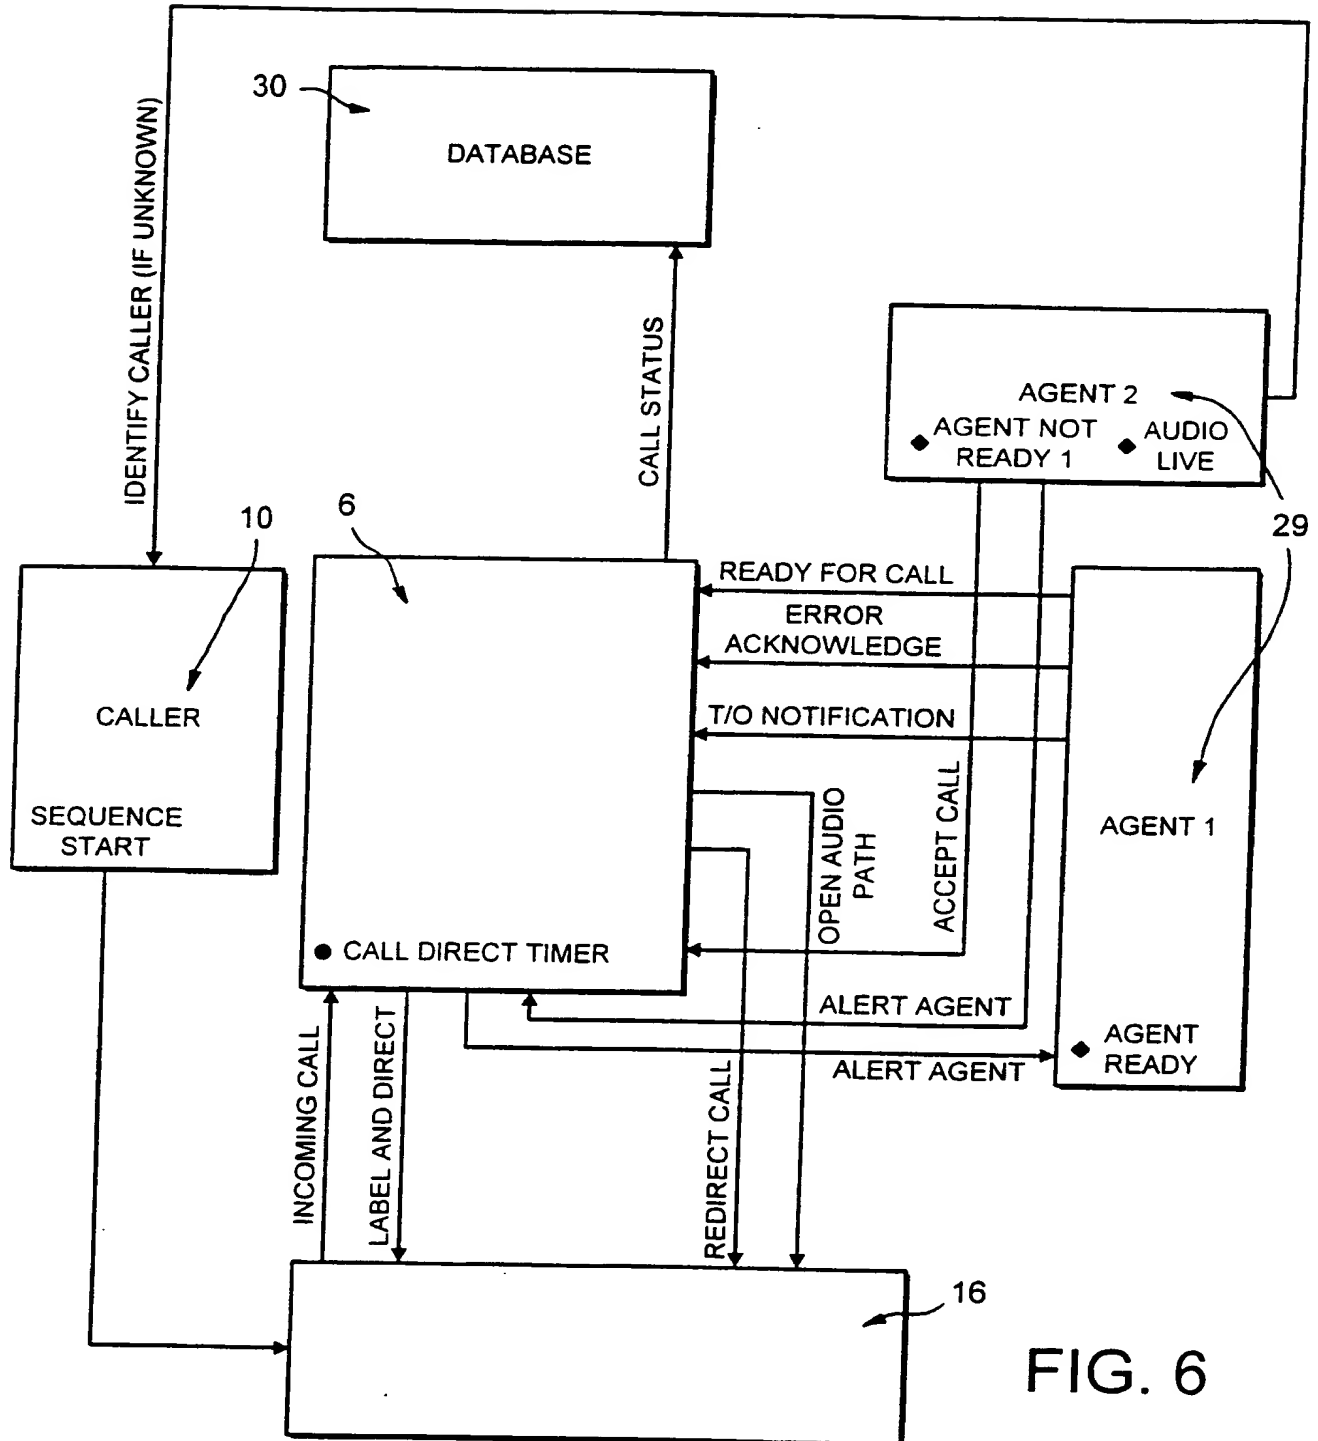 30
DATABASE
IDENTIFY CALLER (IF UNKNOWN)
CALL STATUS
AGENT 2
AGENT NOT
READY 1
AUDIO
LIVE
29
10
6
READY FOR CALL
ERROR
ACKNOWLEDGE
T/O NOTIFICATION
CALLER
SEQUENCE
START
OPEN AUDIO
PATH
ACCEPT CALL
AGENT 1
CALL DIRECT TIMER
ALERT AGENT
ALERT AGENT
AGENT
READY
INCOMING CALL
LABEL AND DIRECT
REDIRECT CALL
16
FIG. 6